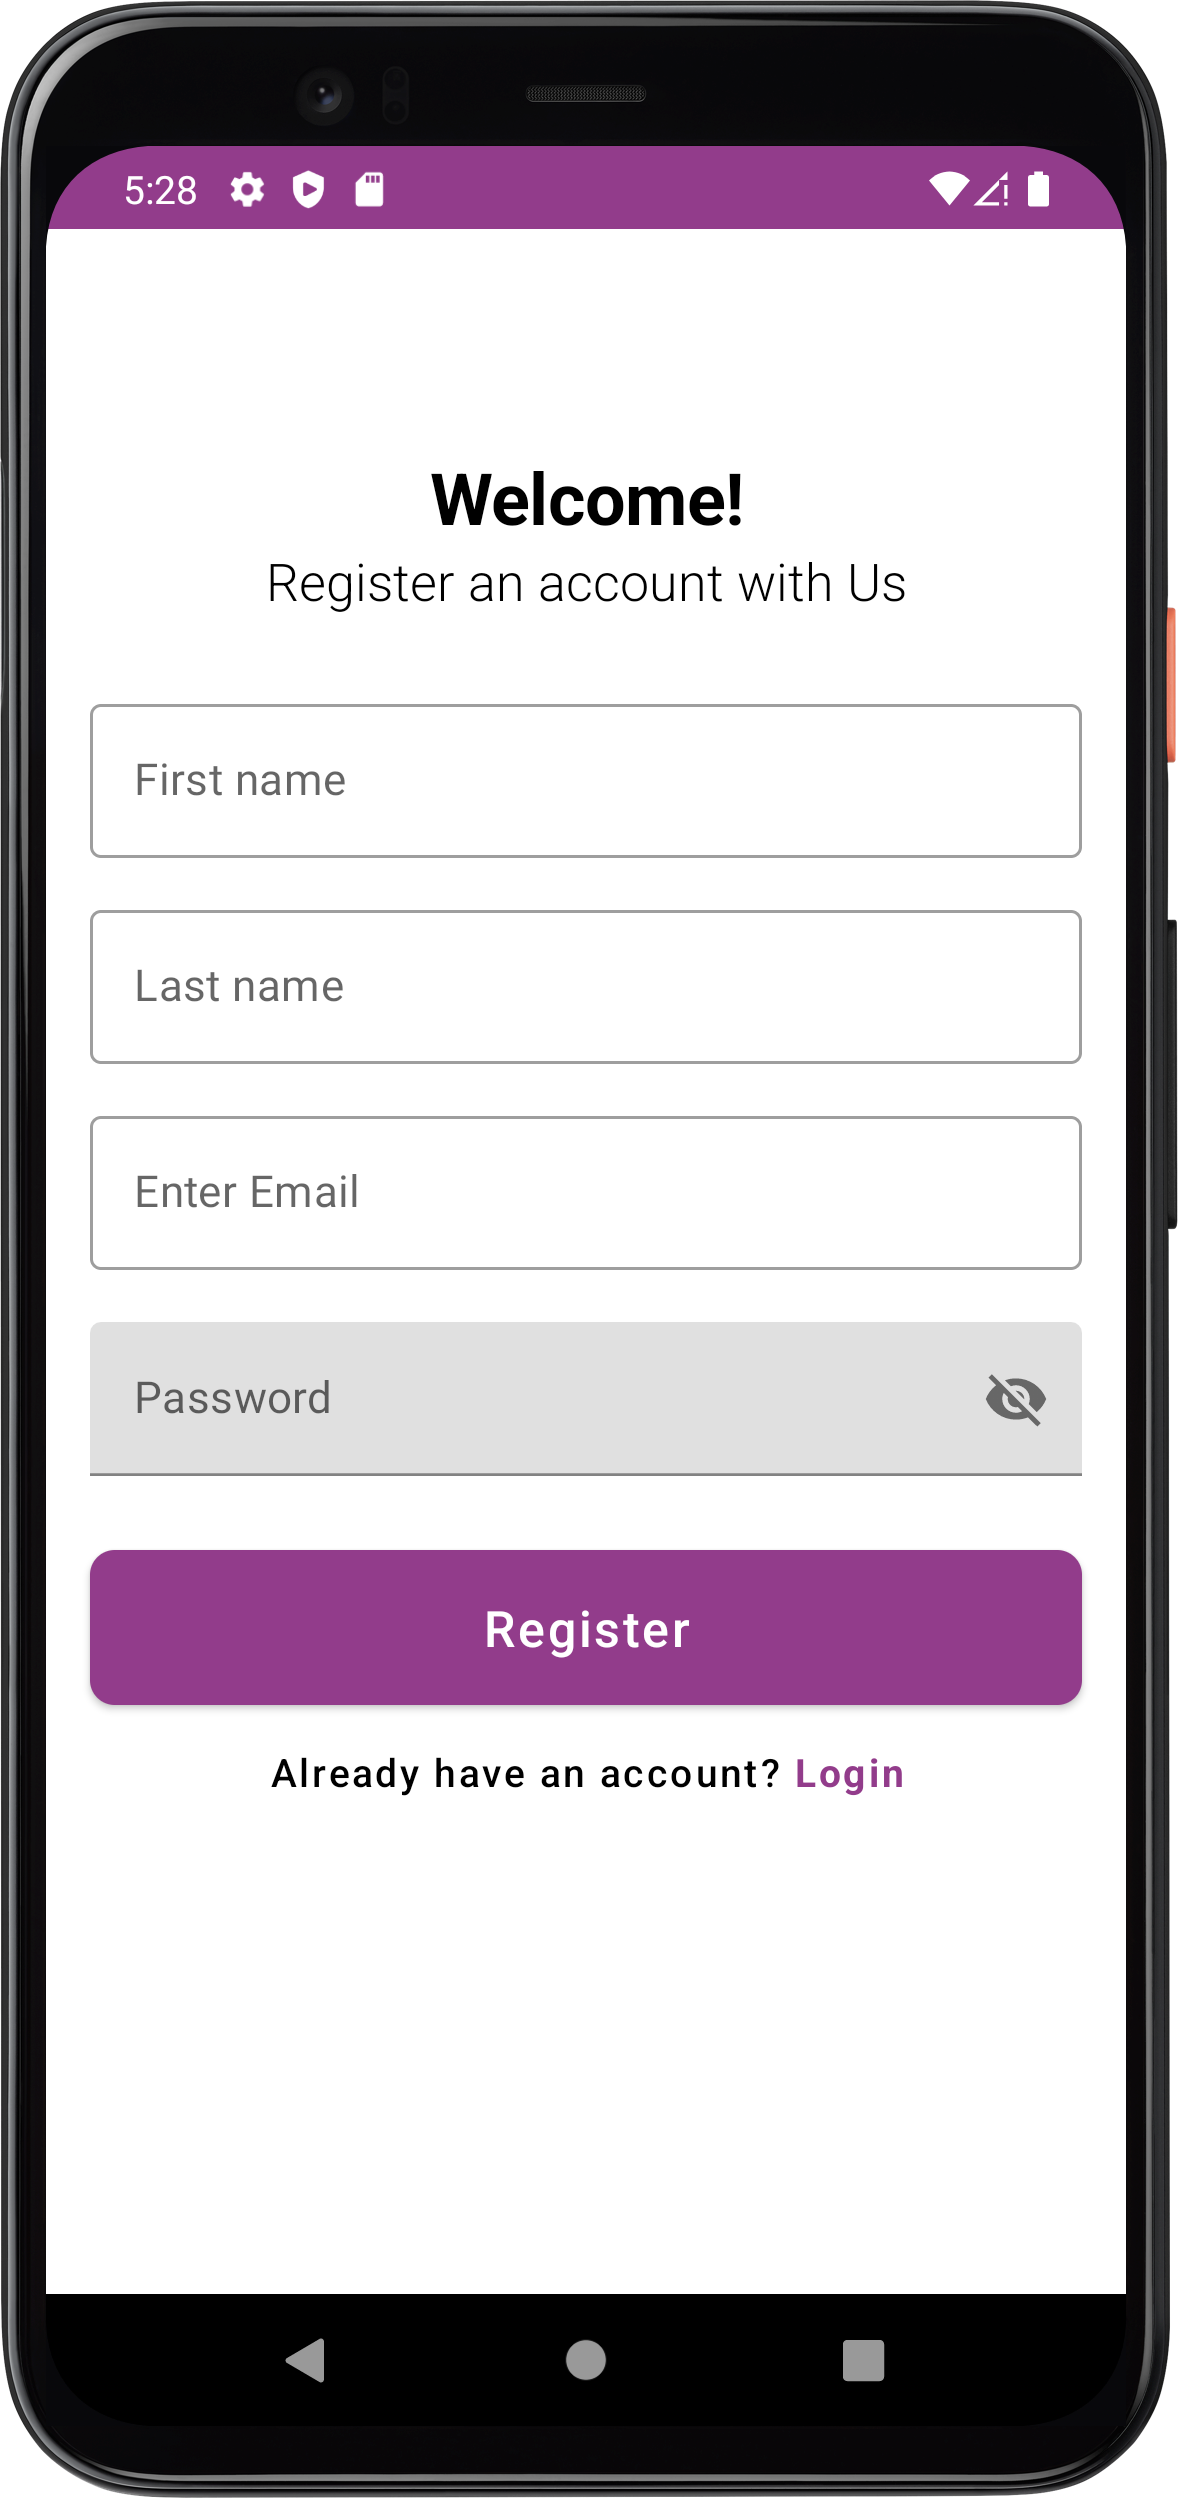 5:28
Welcome!
Register an account with Us
First name
Last name
Enter Email
Password
Register
Already have an account? Login